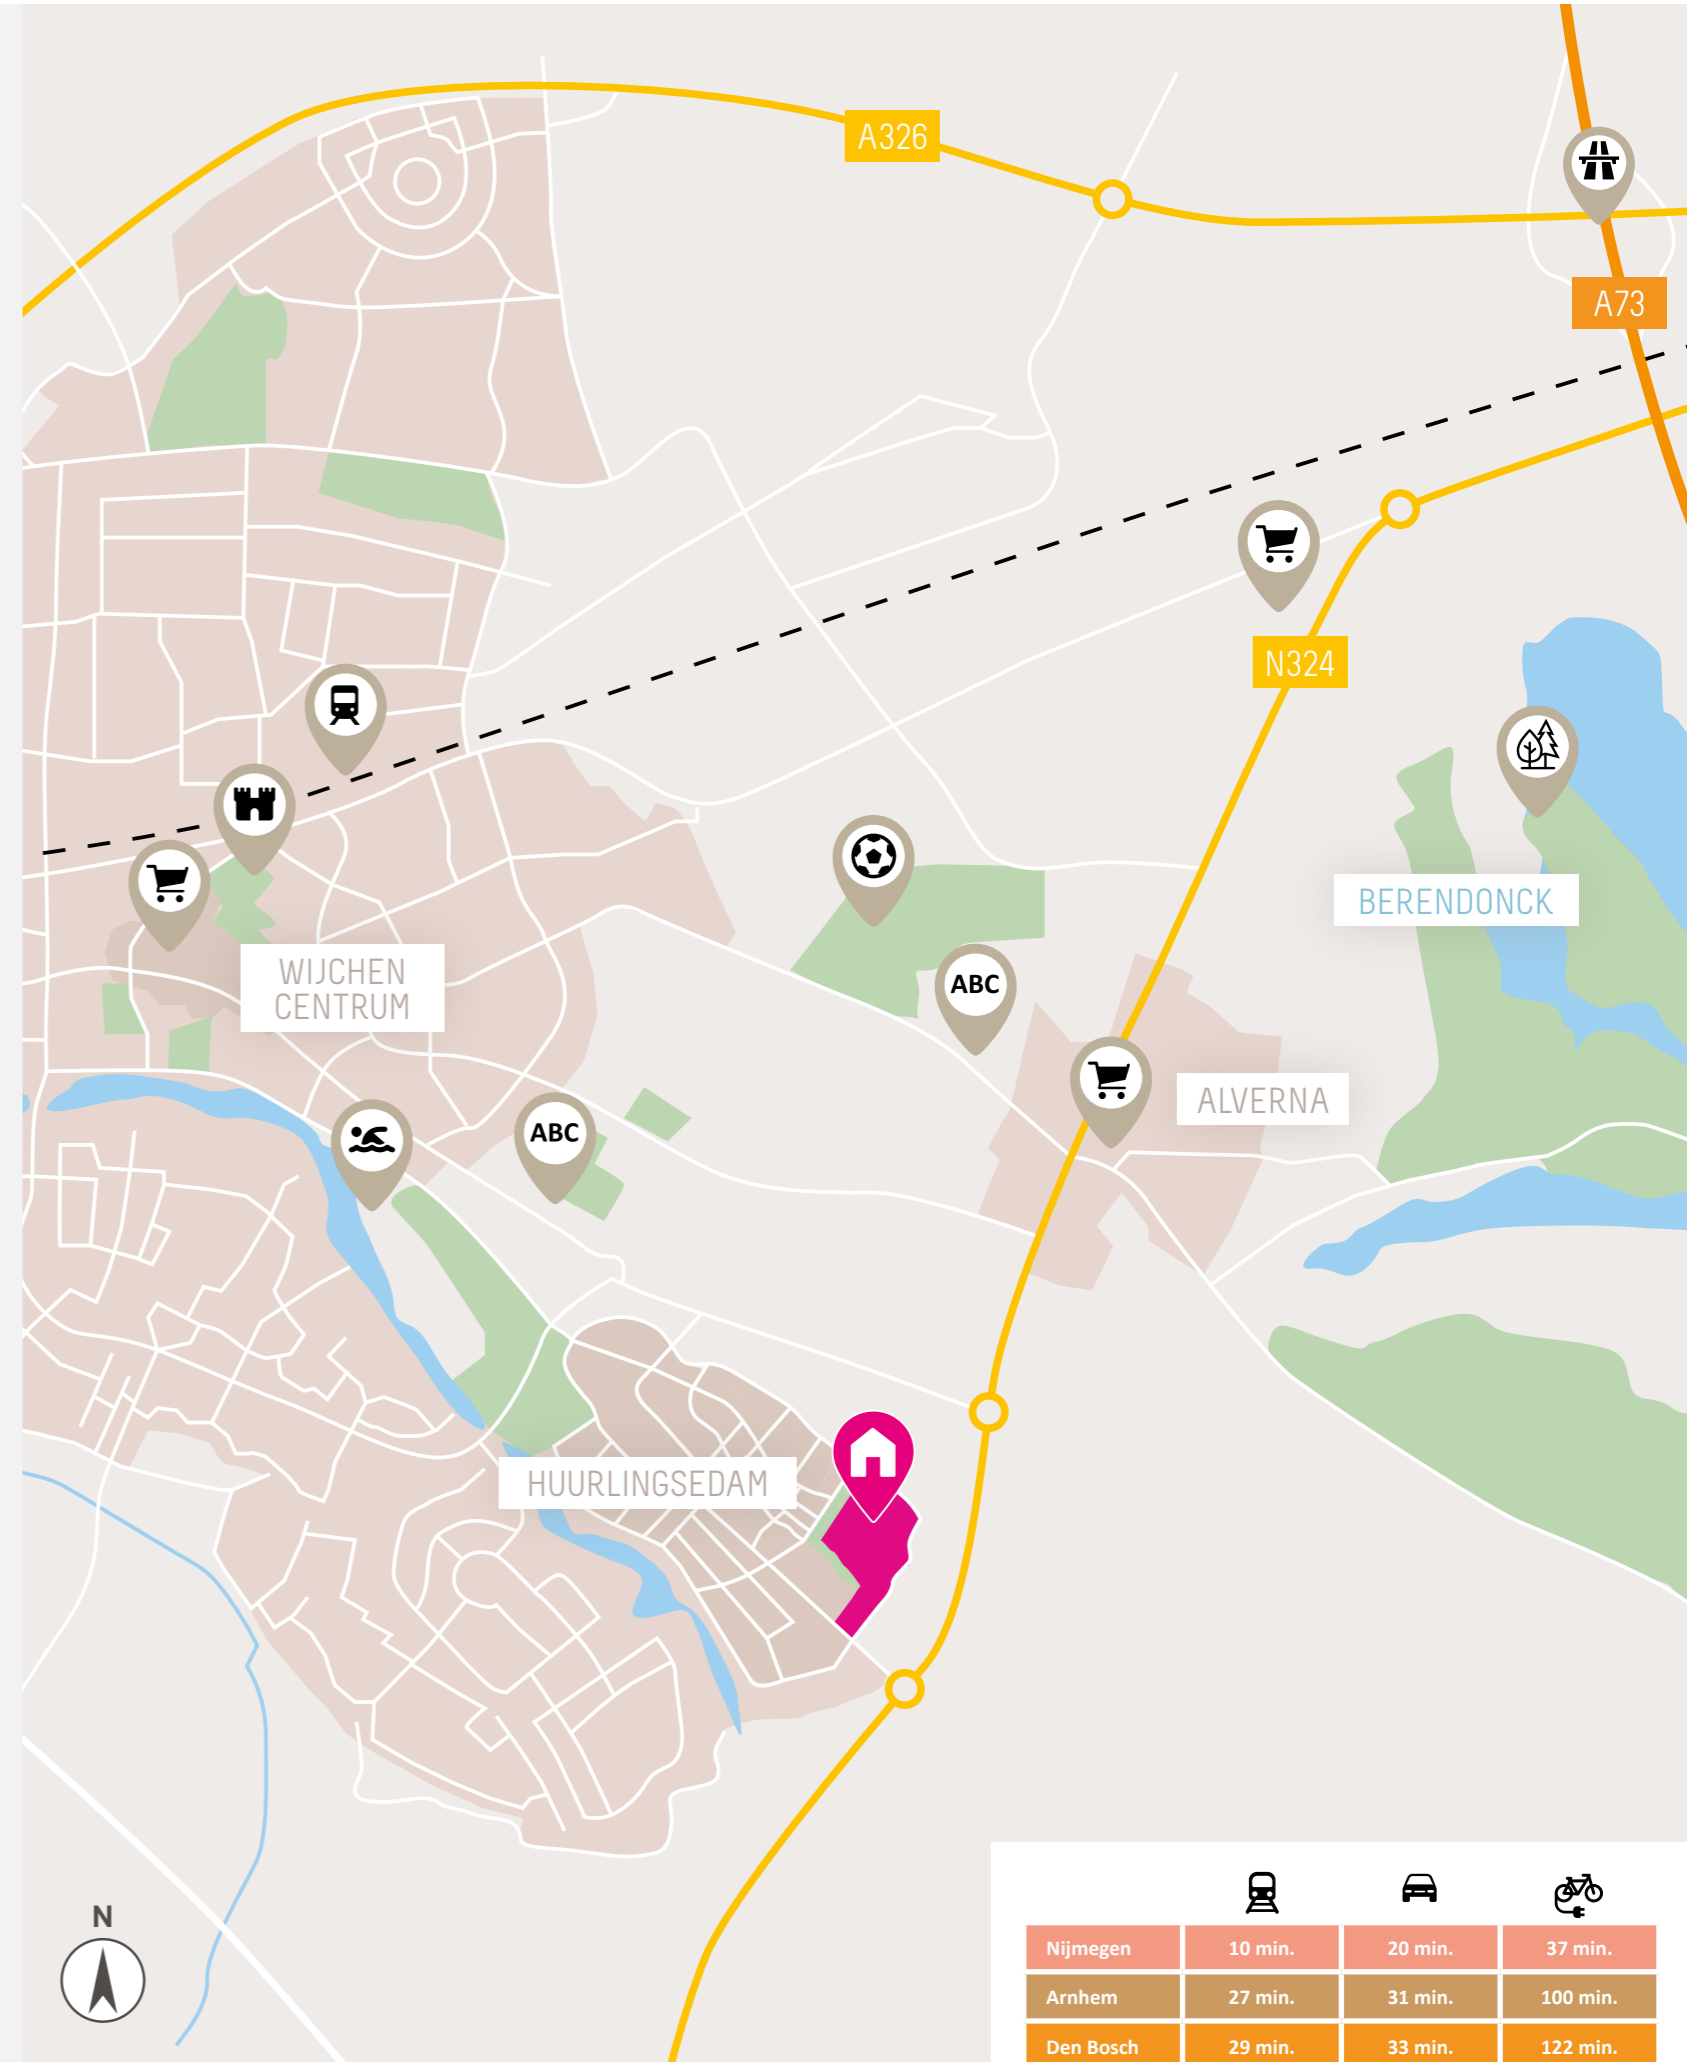 A326
A73
N324
BERENDONCK
WIJCHEN
CENTRUM
ABC
ALVERNA
ABC
HUURLINGSEDAM
N
Nijmegen 10 min. 20 min. 37 min.
Arnhem 27 min. 31 min. 100 min.
Den Bosch 29 min. 33 min. 122 min.